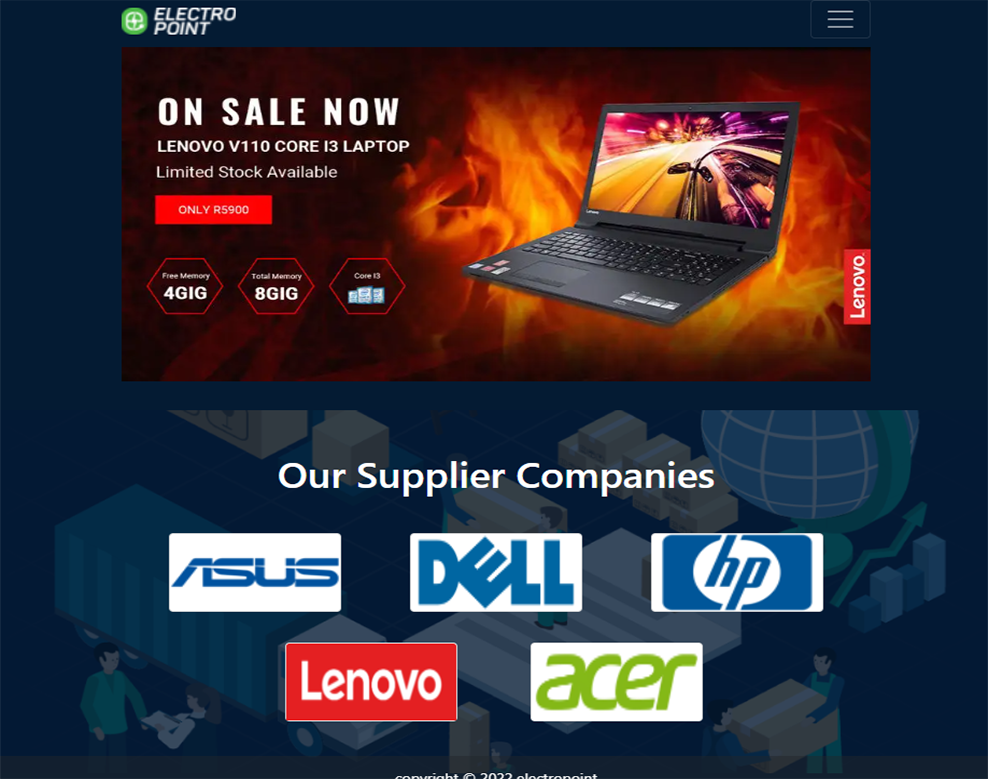 ELECTRO
POINT
ON SALE NOW
LENOVO V110 CORE I3 LAPTOP
Limited Stock Available
ONLY R5900
Free Memory
4GIG
Total Memory
8GIG
Core I3
Lenovo
Lenovo
Our Supplier Companies
ASUS
DELL
hp
Lenovo
acer
copyright © 2022 electropoint